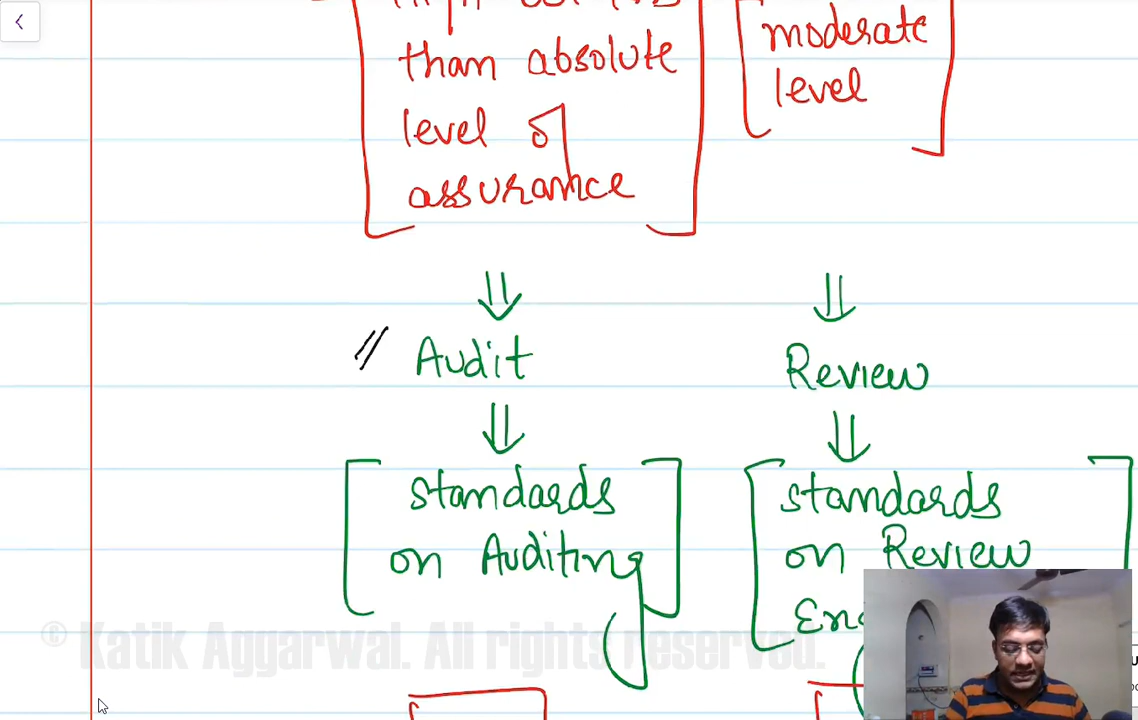 than absolute
level of
assurance
moderate
level
// Audit
Review
Standards
on Auditing
Standards
on Review
© Katik Aggarwal. All rights reserved.